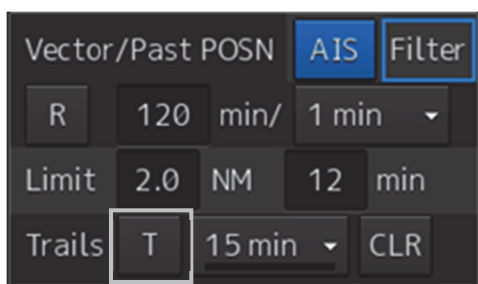 Vector/Past POSN AIS Filter
R 120 min/ 1 min
Limit 2.0 NM 12 min
Trails T 15 min CLR